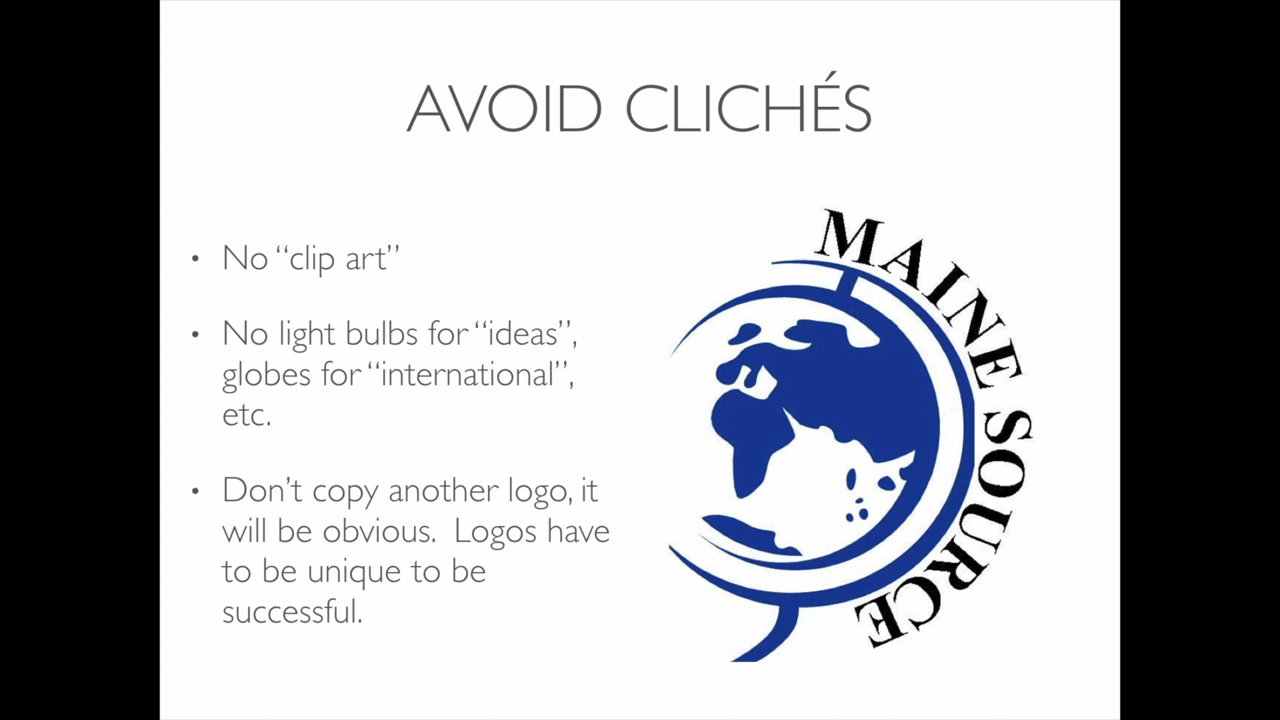 AVOID CLICHÉS
• No “clip art”
• No light bulbs for “ideais”,
globes for “international”,
etc.
• Don’t copy another logo, it
will be obvious.  Logos have
to be unique to be
successful.
MAINE SOURCE